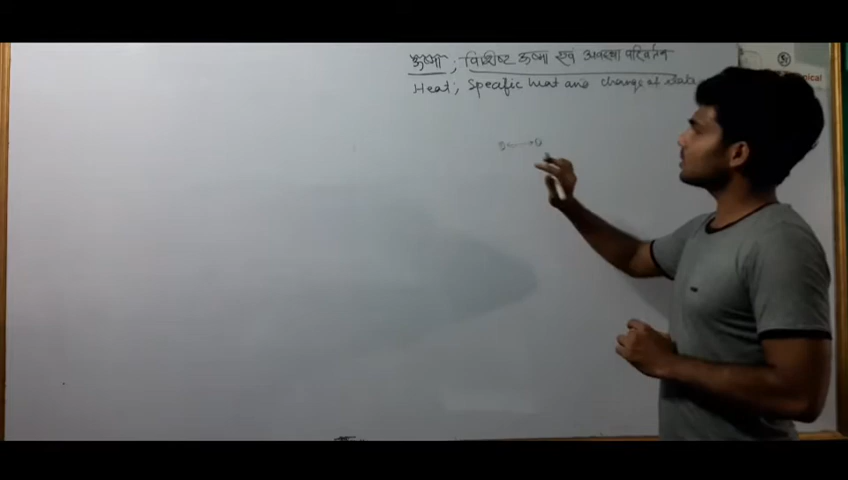 ऊष्मा; विशिष्ट ऊष्मा एवं अवस्था परिवर्तन
Heat; Specific heat and change of state